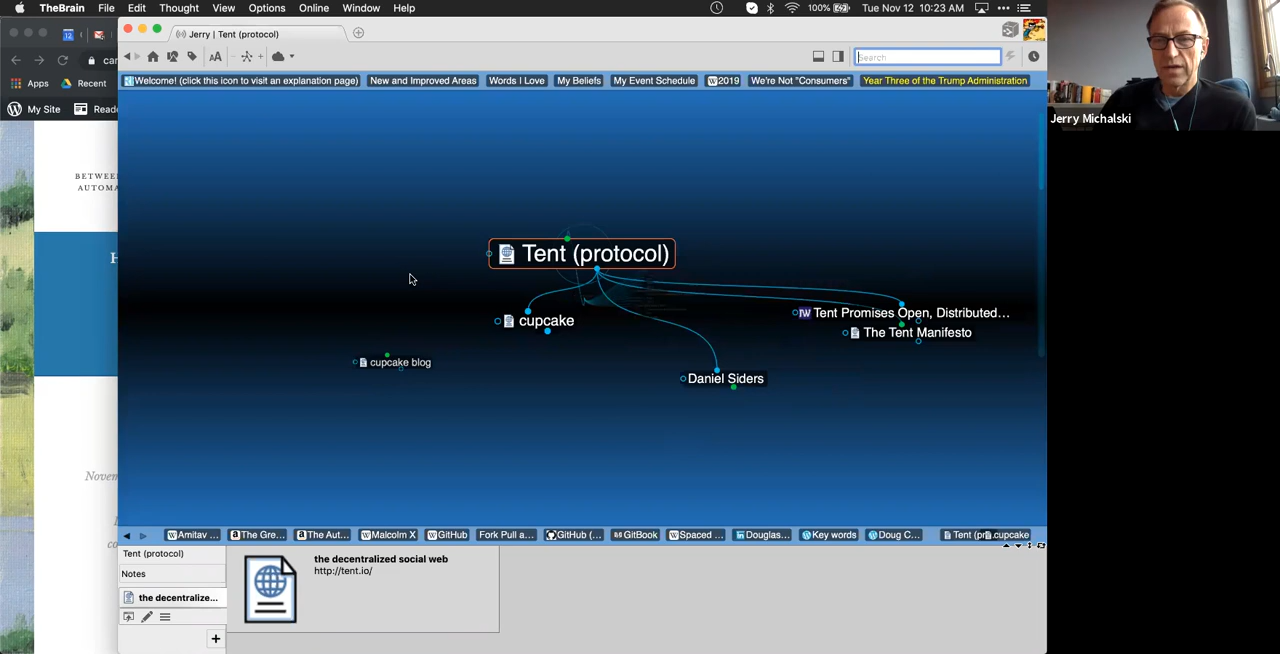 TheBrain File Edit Thought View Options Online Window Help 100% Tue Nov 12 10:23 AM
Jerry | Tent (protocol)
12
Search
Apps Recent
Welcome! (click this icon to visit an explanation page) New and Improved Areas Words I Love My Beliefs My Event Schedule 2019 We're Not "Consumers" Year Three of the Trump Administration
My Site
Jerry Michalski
BETWEEN
AUTOMA
Tent (protocol)
Tent Promises Open, Distributed...
cupcake
The Tent Manifesto
cupcake blog
Daniel Siders
Amitav ... The Gre... The Aut... Malcolm X GitHub Fork Pull a... GitHub (... GitBook Spaced ... Douglas... Key words Doug C... cupcake
Tent (protocol)
the decentralized social web
http://tent.io/
Notes
the decentralize...